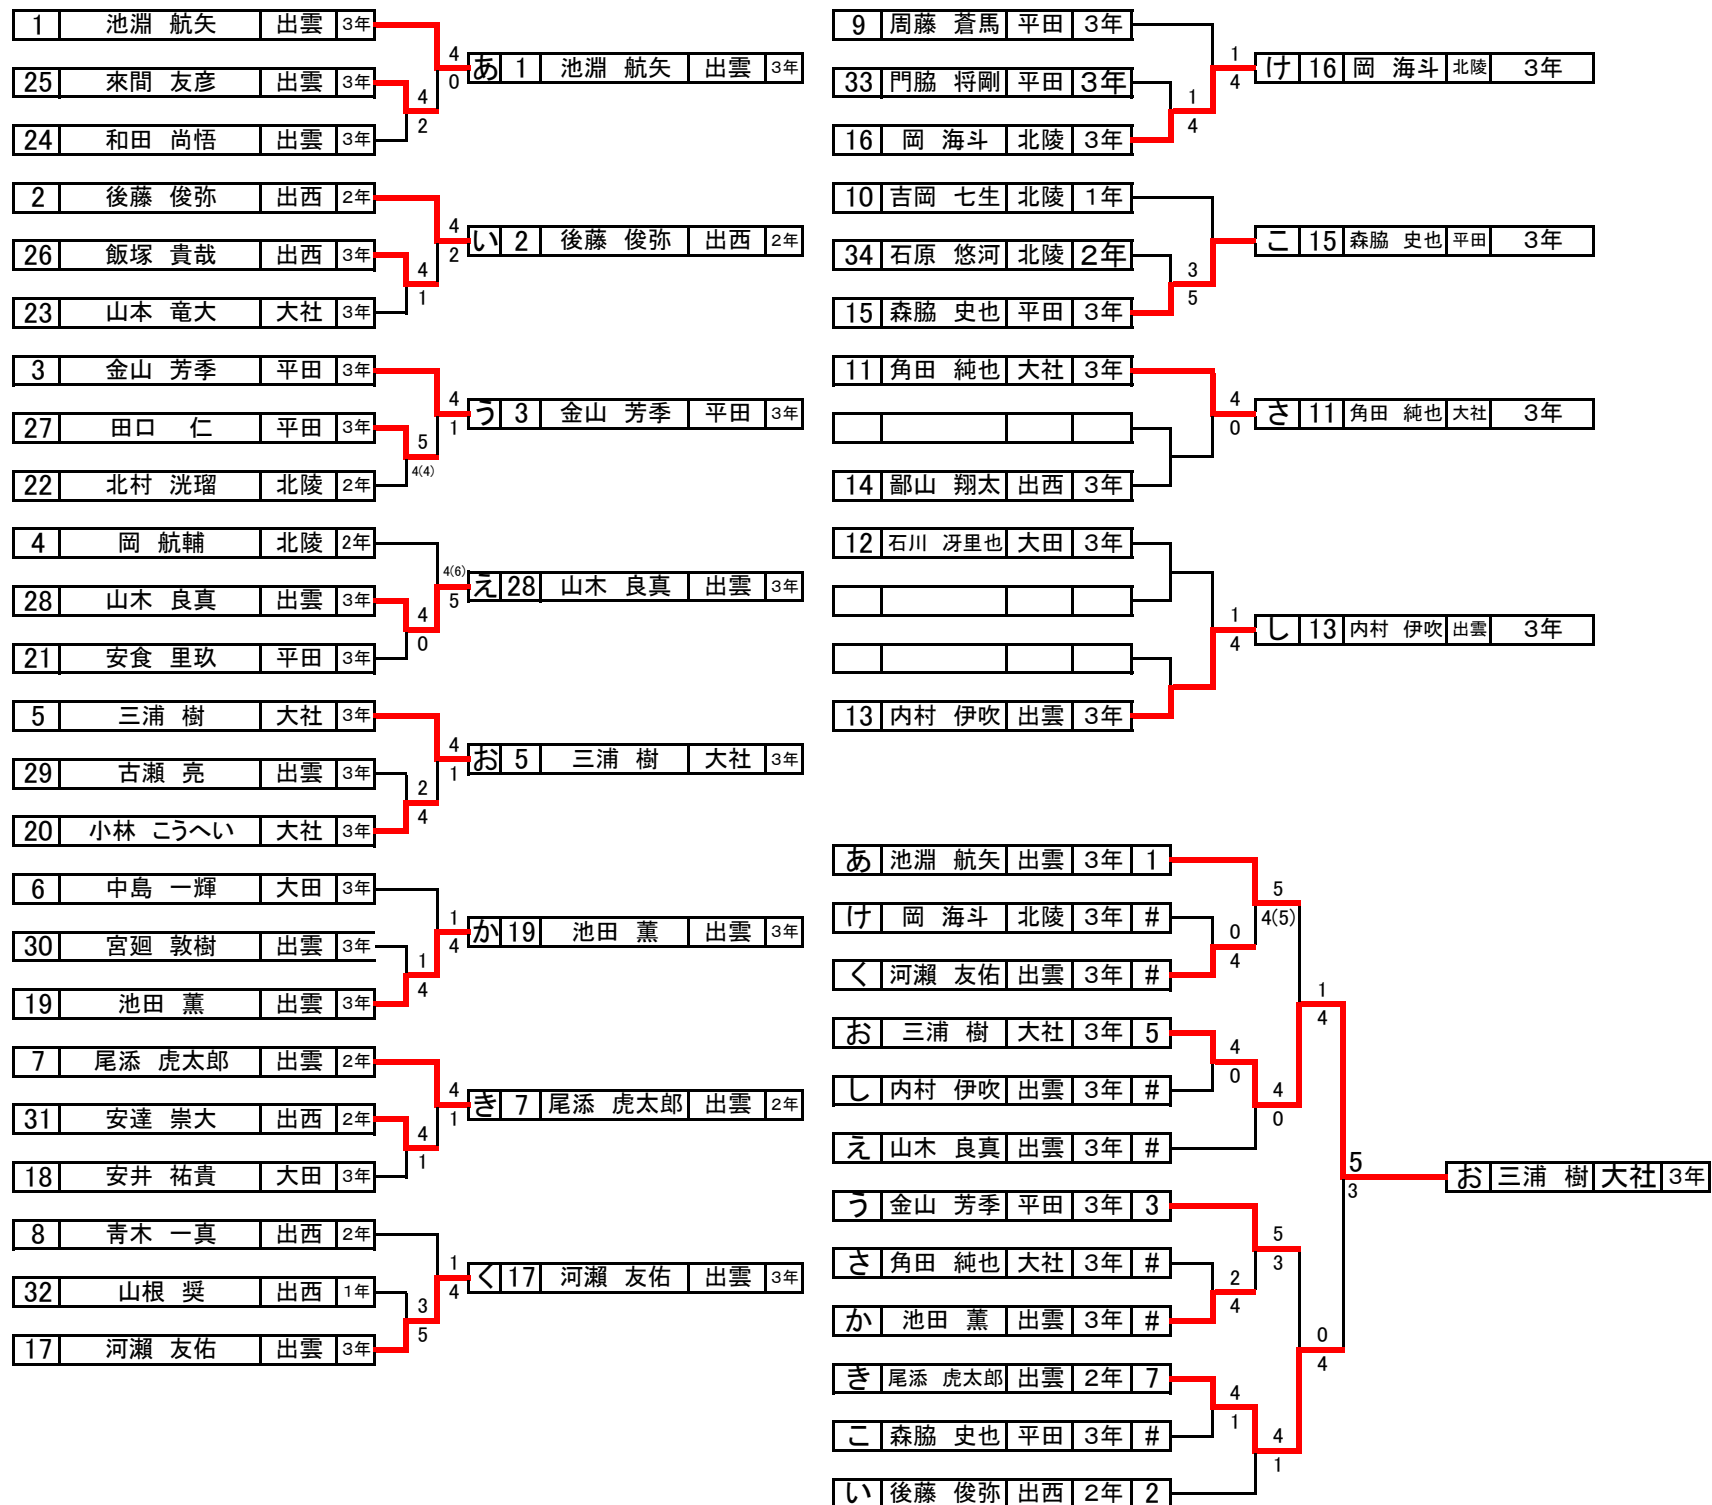 1 池淵 航矢 出雲 3年
4
0
あ 1 池淵 航矢 出雲 3年
25 來間 友彦 出雲 3年
4
2
24 和田 尚悟 出雲 3年
2 後藤 俊弥 出西 2年
4
2
い 2 後藤 俊弥 出西 2年
26 飯塚 貴哉 出西 3年
4
1
23 山本 竜大 大社 3年
3 金山 芳季 平田 3年
4
1
う 3 金山 芳季 平田 3年
27 田口 仁 平田 3年
5
4(4)
22 北村 洸瑠 北陵 2年
4 岡 航輔 北陵 2年
4(6)
5
え 28 山木 良真 出雲 3年
28 山木 良真 出雲 3年
4
0
21 安食 里玖 平田 3年
5 三浦 樹 大社 3年
4
1
お 5 三浦 樹 大社 3年
29 古瀬 亮 出雲 3年
2
4
20 小林 こうへい 大社 3年
6 中島 一輝 大田 3年
1
4
か 19 池田 薫 出雲 3年
30 宮廻 敦樹 出雲 3年
1
4
19 池田 薫 出雲 3年
7 尾添 虎太郎 出雲 2年
4
1
き 7 尾添 虎太郎 出雲 2年
31 安達 崇大 出西 2年
4
1
18 安井 祐貴 大田 3年
8 青木 一真 出西 2年
1
4
く 17 河瀬 友佑 出雲 3年
32 山根 奨 出西 1年
3
5
17 河瀬 友佑 出雲 3年
9 周藤 蒼馬 平田 3年
1
4
け 16 岡 海斗 北陵 3年
33 門脇 将剛 平田 3年
1
4
16 岡 海斗 北陵 3年
10 吉岡 七生 北陵 1年
こ 15 森脇 史也 平田 3年
34 石原 悠河 北陵 2年
3
5
15 森脇 史也 平田 3年
11 角田 純也 大社 3年
4
0
さ 11 角田 純也 大社 3年
14 鄙山 翔太 出西 3年
12 石川 冴里也 大田 3年
1
4
し 13 内村 伊吹 出雲 3年
13 内村 伊吹 出雲 3年
あ 池淵 航矢 出雲 3年 1
5
4(5)
け 岡 海斗 北陵 3年 #
0
4
く 河瀬 友佑 出雲 3年 #
1
4
お 三浦 樹 大社 3年 5
4
0
し 内村 伊吹 出雲 3年 #
4
0
え 山木 良真 出雲 3年 #
5
3
お 三浦 樹 大社 3年
う 金山 芳季 平田 3年 3
5
3
さ 角田 純也 大社 3年 #
2
4
か 池田 薫 出雲 3年 #
0
4
き 尾添 虎太郎 出雲 2年 7
4
1
こ 森脇 史也 平田 3年 #
4
1
い 後藤 俊弥 出西 2年 2